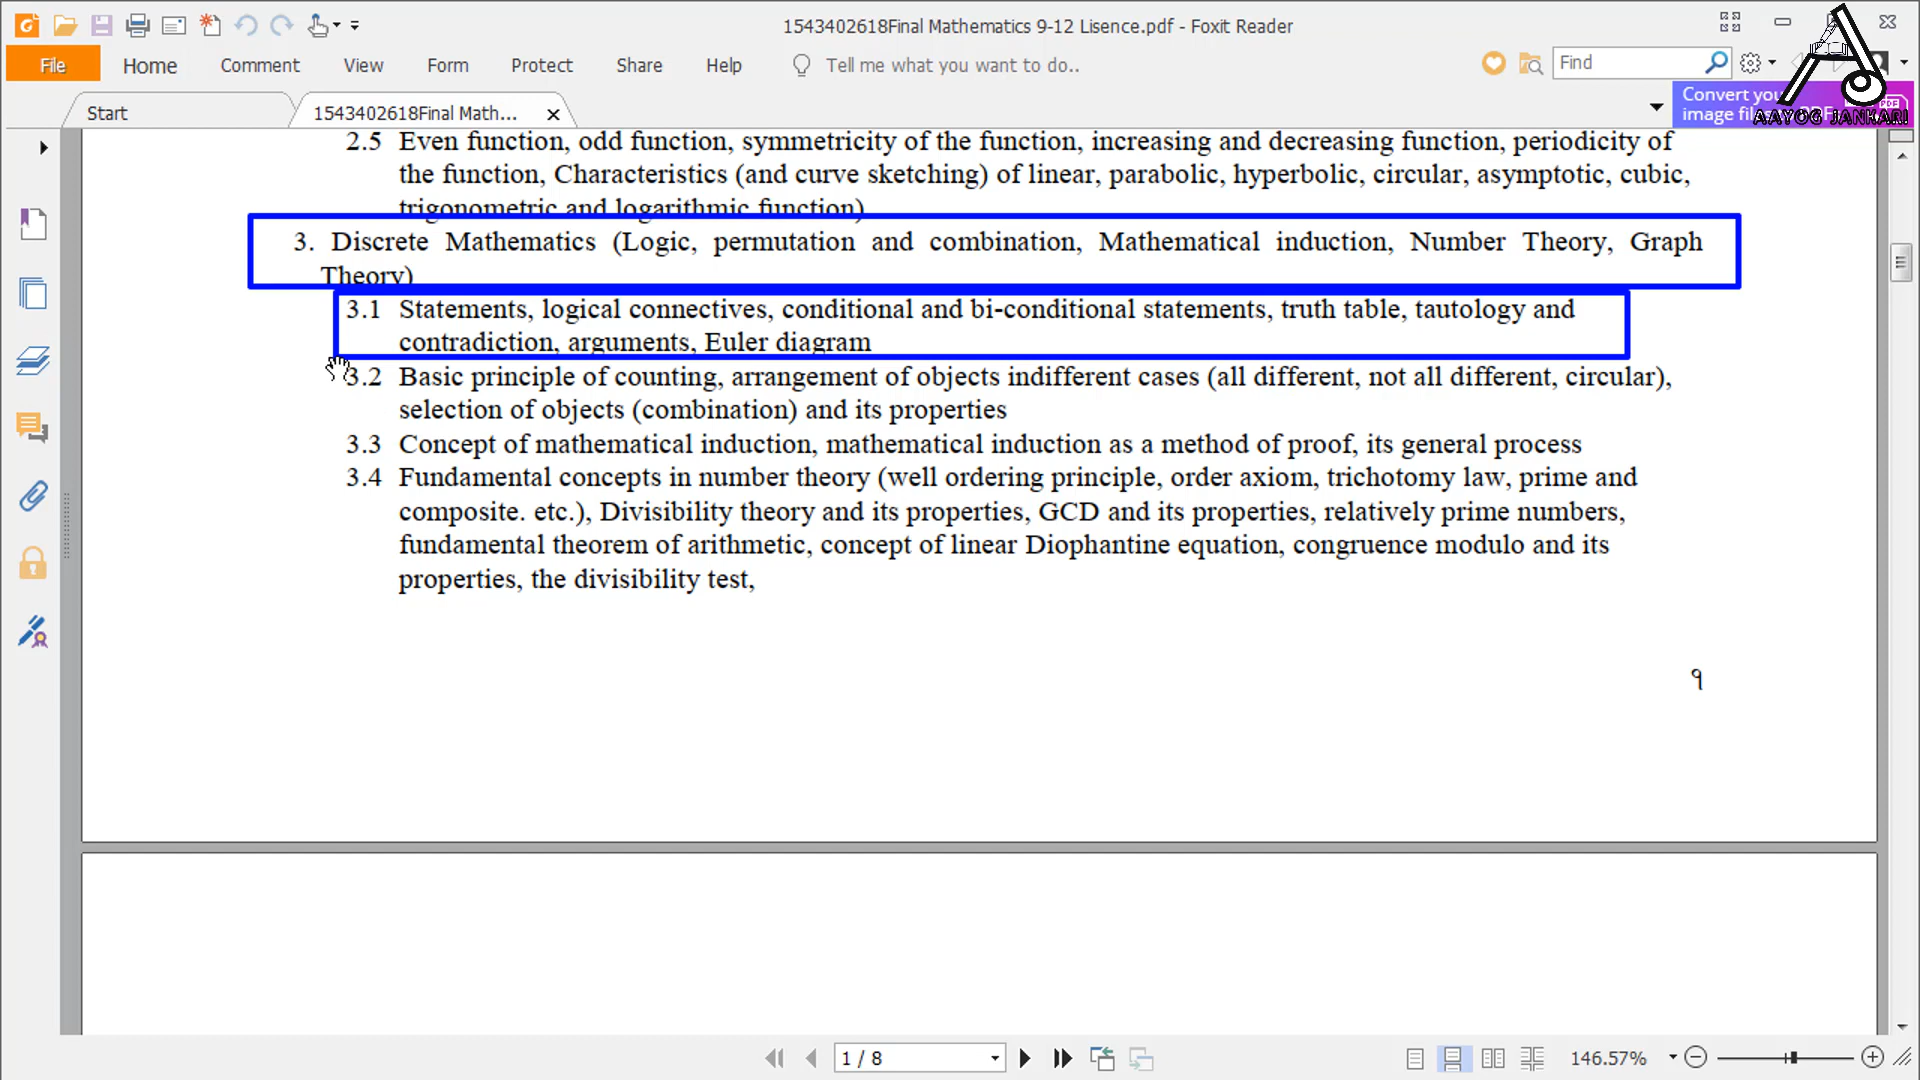 1543402618Final Mathematics 9-12 Lisence.pdf - Foxit Reader
File Home Comment View Form Protect Share Help Tell me what you want to do.. Find
Start 1543402618Final Math...
Convert you
image file
AAYOG JANKARI
2.5 Even function, odd function, symmetricity of the function, increasing and decreasing function, periodicity of
the function, Characteristics (and curve sketching) of linear, parabolic, hyperbolic, circular, asymptotic, cubic,
trigonometric and logarithmic function)
3. Discrete Mathematics (Logic, permutation and combination, Mathematical induction, Number Theory, Graph
Theory)
3.1 Statements, logical connectives, conditional and bi-conditional statements, truth table, tautology and
contradiction, arguments, Euler diagram
3.2 Basic principle of counting, arrangement of objects indifferent cases (all different, not all different, circular),
selection of objects (combination) and its properties
3.3 Concept of mathematical induction, mathematical induction as a method of proof, its general process
3.4 Fundamental concepts in number theory (well ordering principle, order axiom, trichotomy law, prime and
composite. etc.), Divisibility theory and its properties, GCD and its properties, relatively prime numbers,
fundamental theorem of arithmetic, concept of linear Diophantine equation, congruence modulo and its
properties, the divisibility test,
१
1 / 8
146.57%